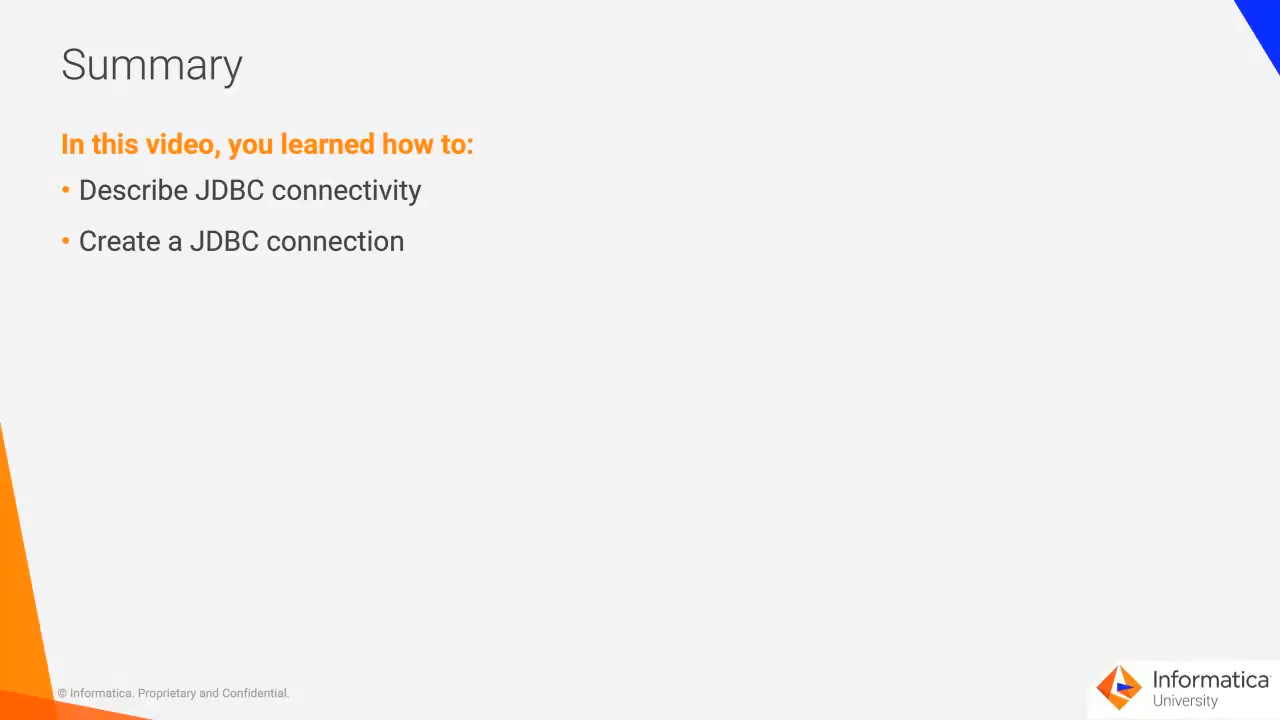 Summary
In this video, you learned how to:
• Describe JDBC connectivity
• Create a JDBC connection
© Informatica. Proprietary and Confidential.
Informatica
University